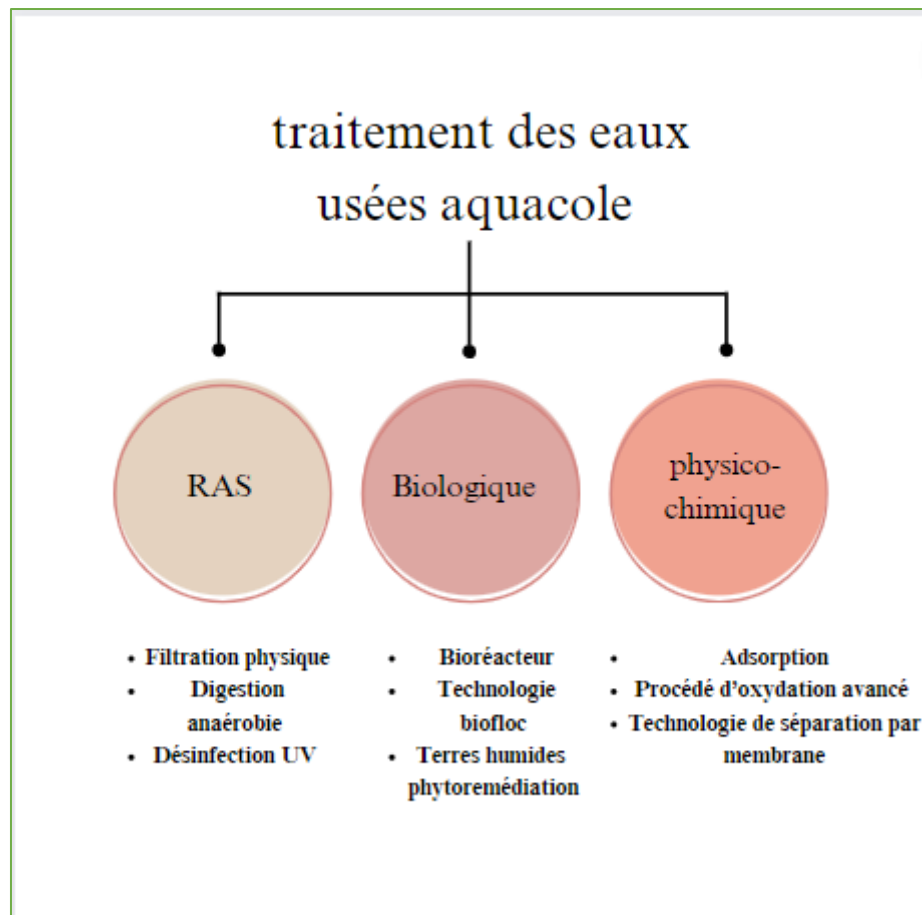 traitement des eaux
usées aquacole
RAS
Biologique
physico-
chimique
• Filtration physique
• Digestion
anaérobie
• Désinfection UV
• Bioréacteur
• Technologie
biofloc
• Terres humides
phytoremédiation
• Adsorption
• Procédé d'oxydation avancé
• Technologie de séparation par
membrane